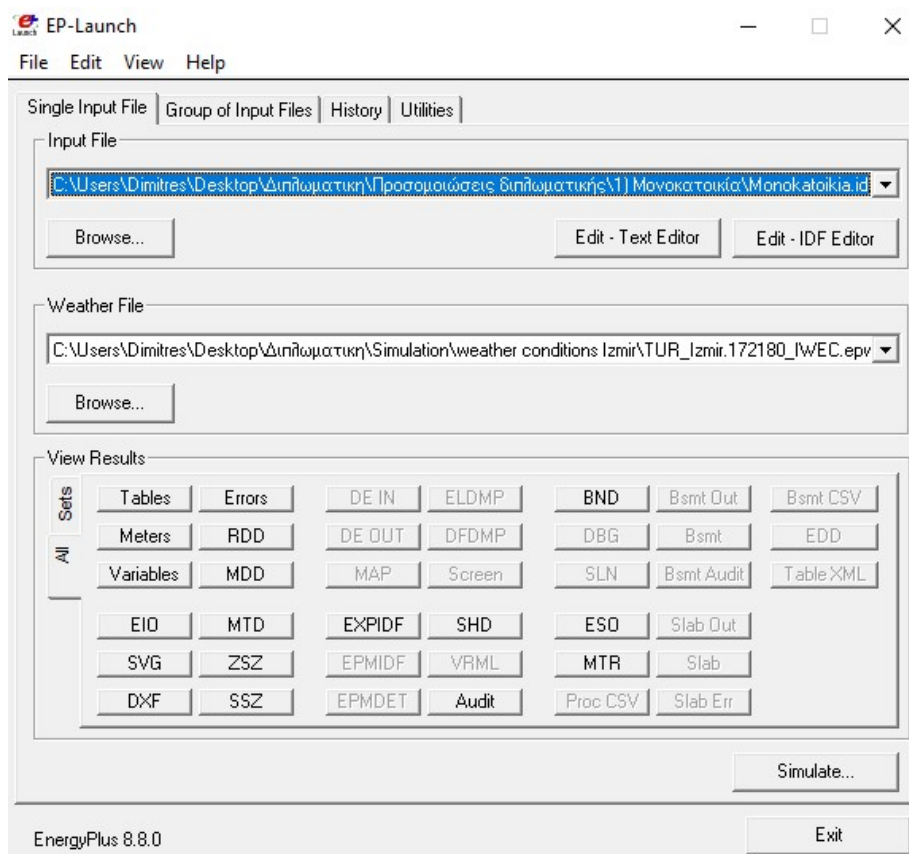 EP-Launch
File Edit View Help
Single Input File Group of Input Files History Utilities
Input File
C:\Users\Dimitres\Desktop\Διπλωματικη\Προσομοιώσεις διπλωματικής\1) Μονοκατοικία\Monokatoikia.id
Browse... Edit - Text Editor Edit - IDF Editor
Weather File
C:\Users\Dimitres\Desktop\Διπλωματικη\Simulation\weather conditions Izmir\TUR_Izmir.172180_IWEC.epv
Browse...
View Results
Sets
All
Tables Errors DE IN ELDMP BND Bsmt Out Bsmt CSV
Meters RDD DE OUT DFDMP DBG Bsmt EDD
Variables MDD MAP Screen SLN Bsmt Audit Table XML
EIO MTD EXPIDF SHD ESO Slab Out
SVG ZSZ EPMIDF VRML MTR Slab
DXF SSZ EPMDET Audit Proc CSV Slab Err
Simulate...
EnergyPlus 8.8.0 Exit